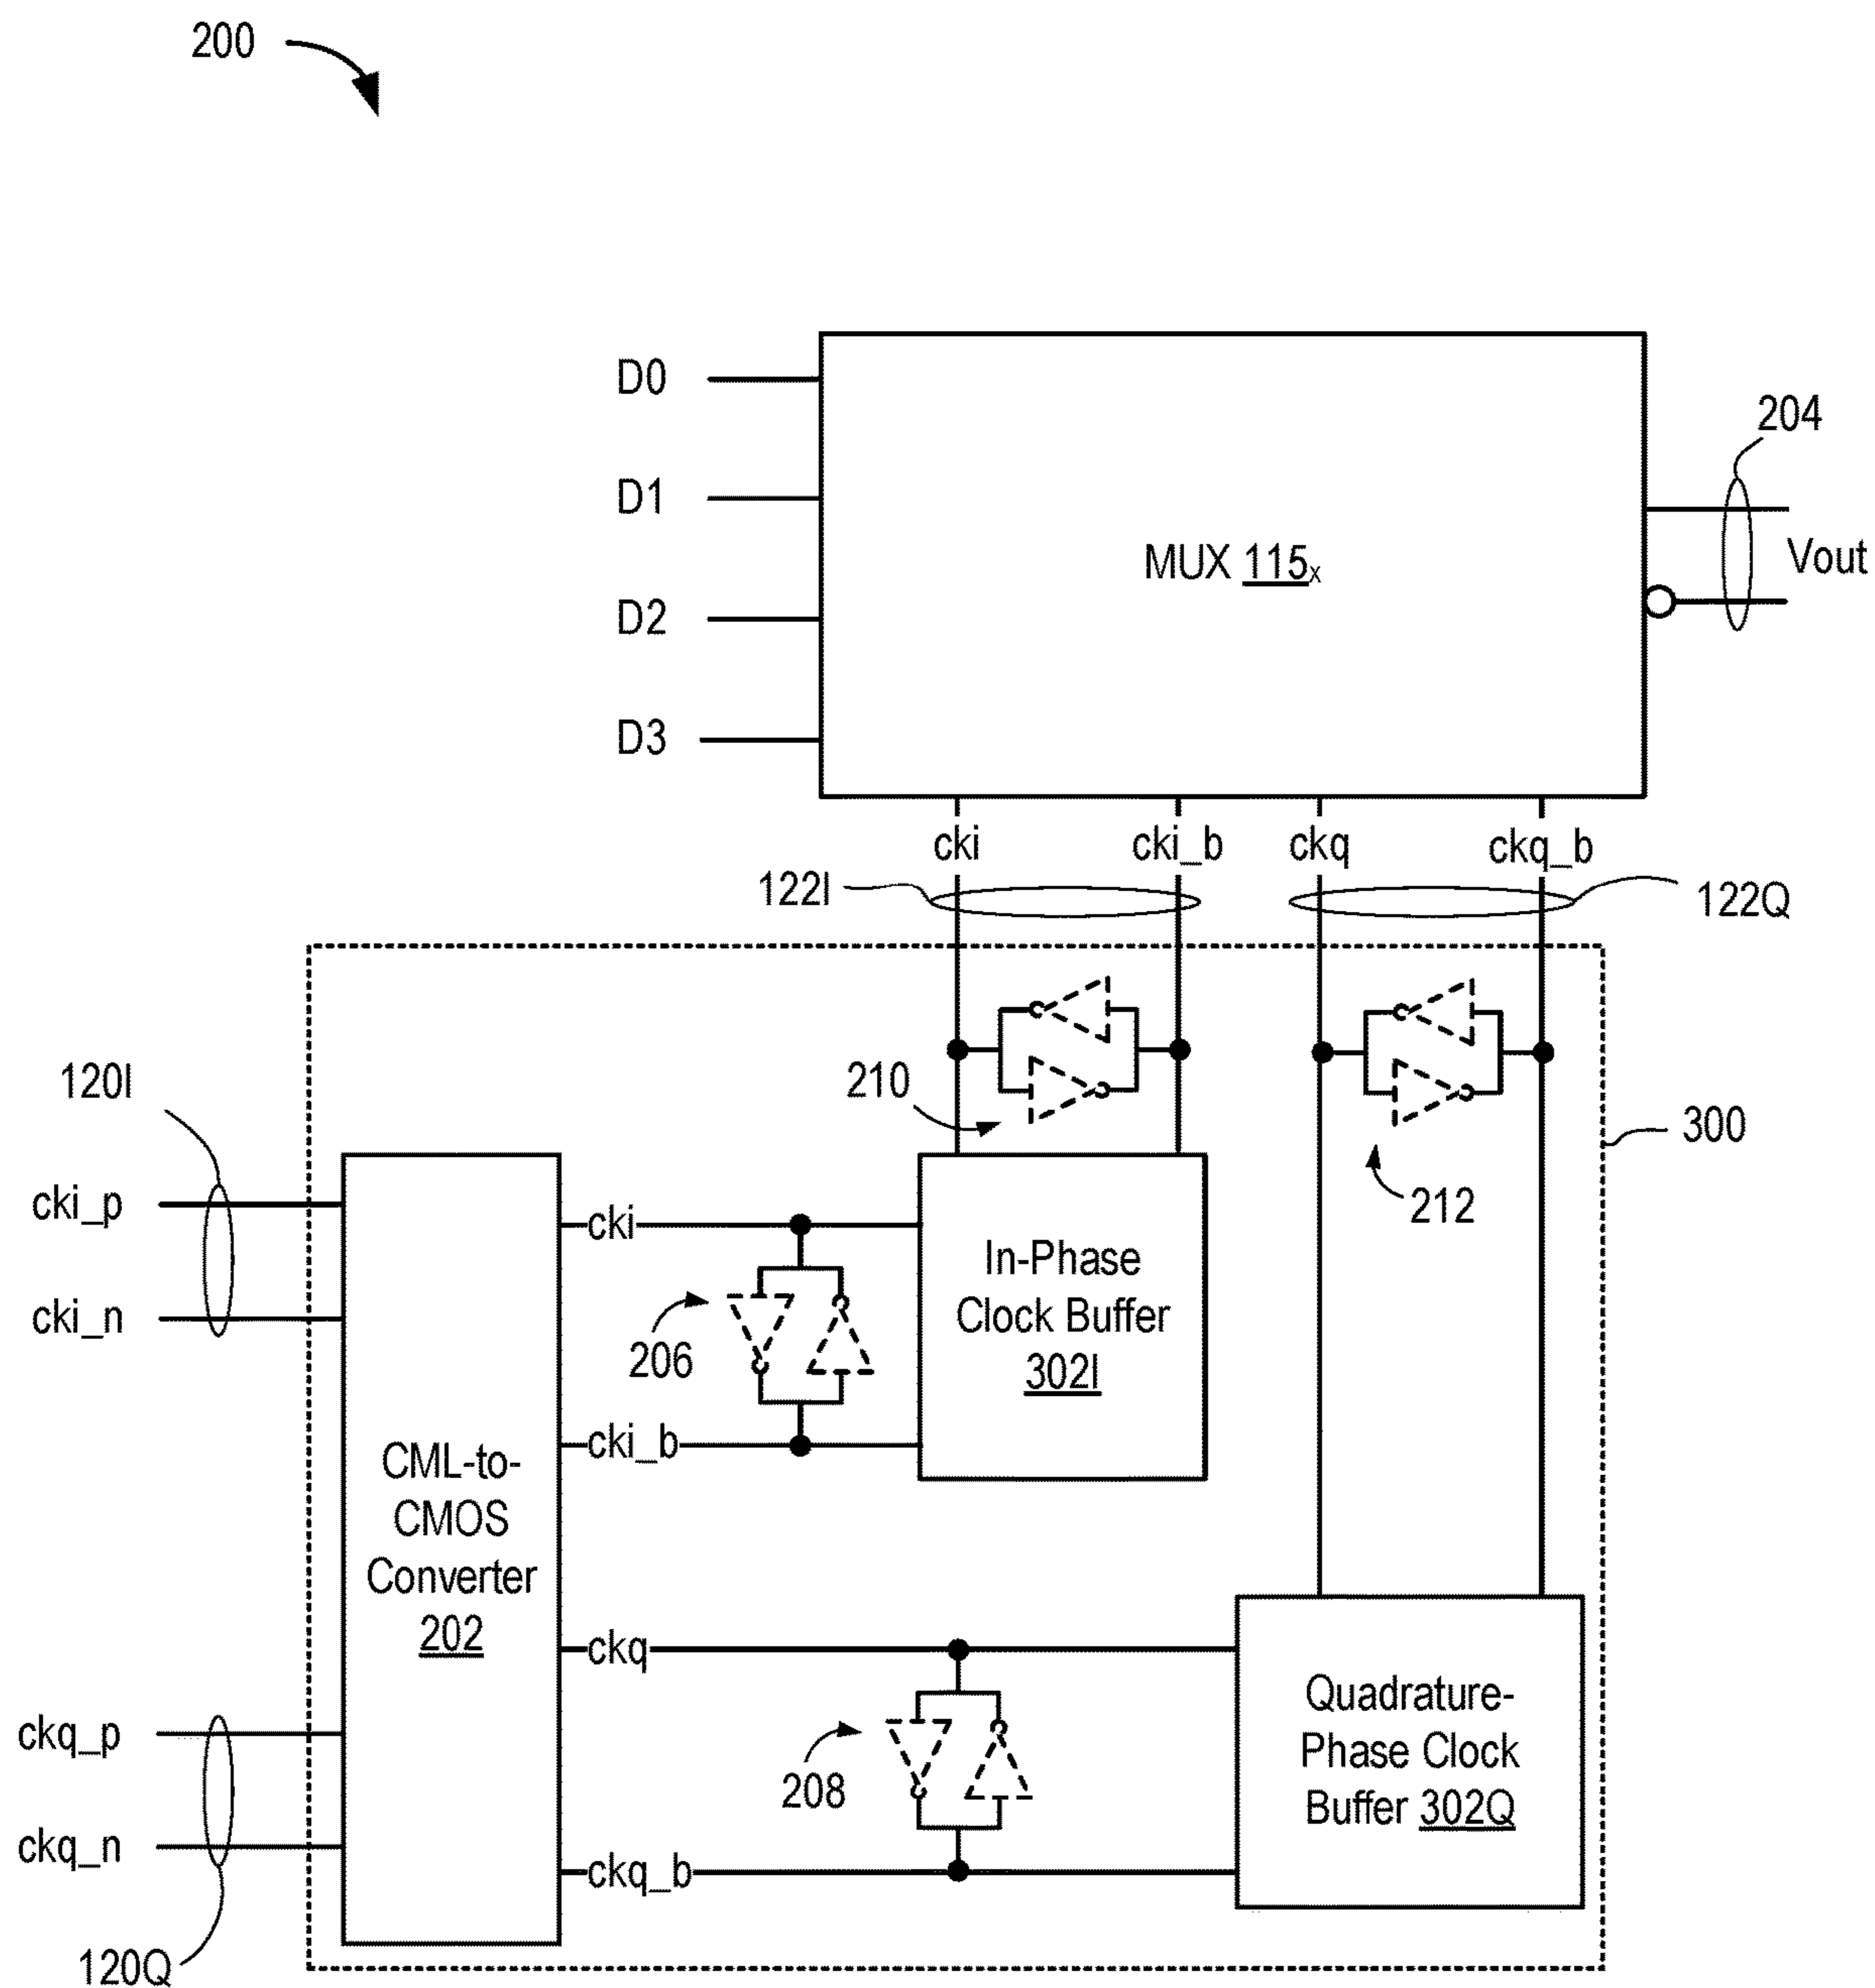 200
D0
D1
D2
D3
MUX 115x
204
Vout
cki
cki_b
ckq
ckq_b
122I
122Q
210
212
300
120I
cki_p
cki_n
cki
206
cki_b
In-Phase
Clock Buffer
302I
CML-to-
CMOS
Converter
202
ckq
208
ckq_b
Quadrature-
Phase Clock
Buffer 302Q
ckq_p
ckq_n
120Q